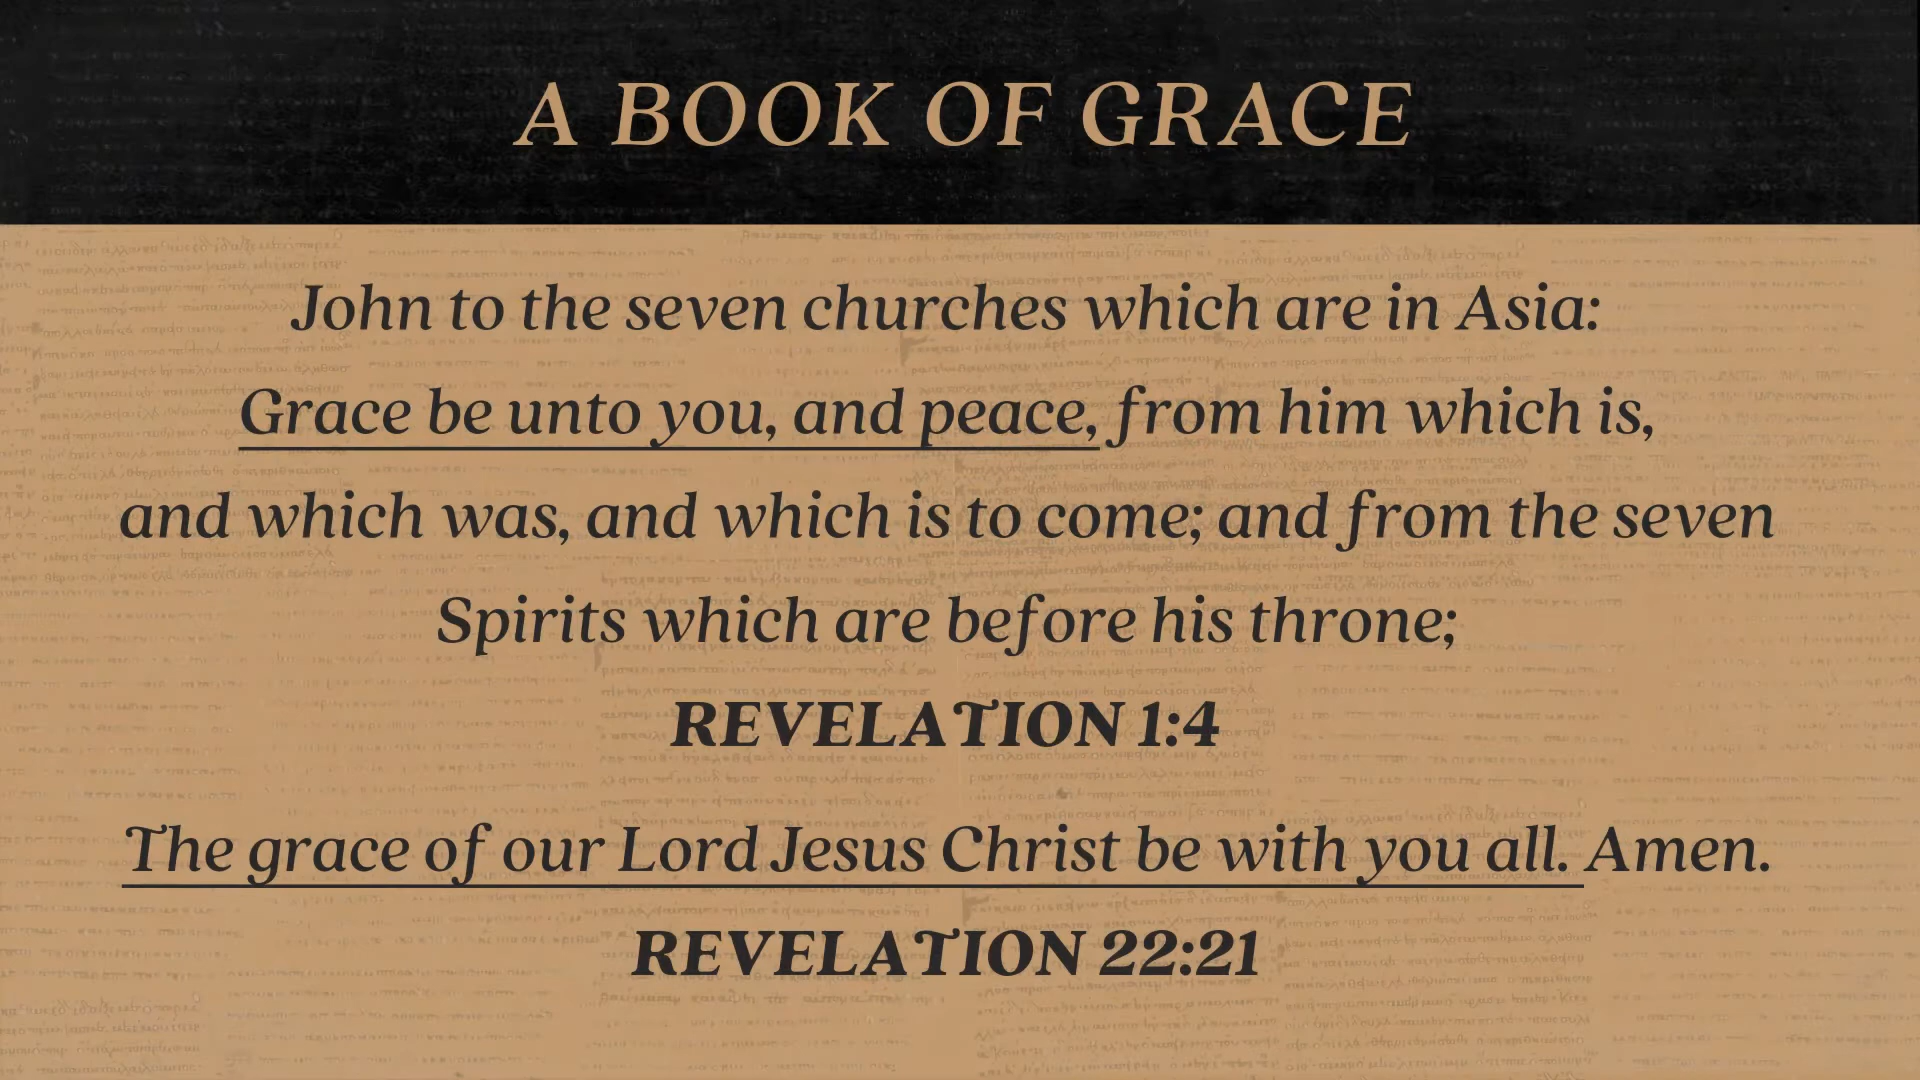 A BOOK OF GRACE
John to the seven churches which are in Asia:
Grace be unto you, and peace, from him which is,
and which was, and which is to come; and from the seven
Spirits which are before his throne;
REVELATION 1:4
The grace of our Lord Jesus Christ be with you all. Amen.
REVELATION 22:21